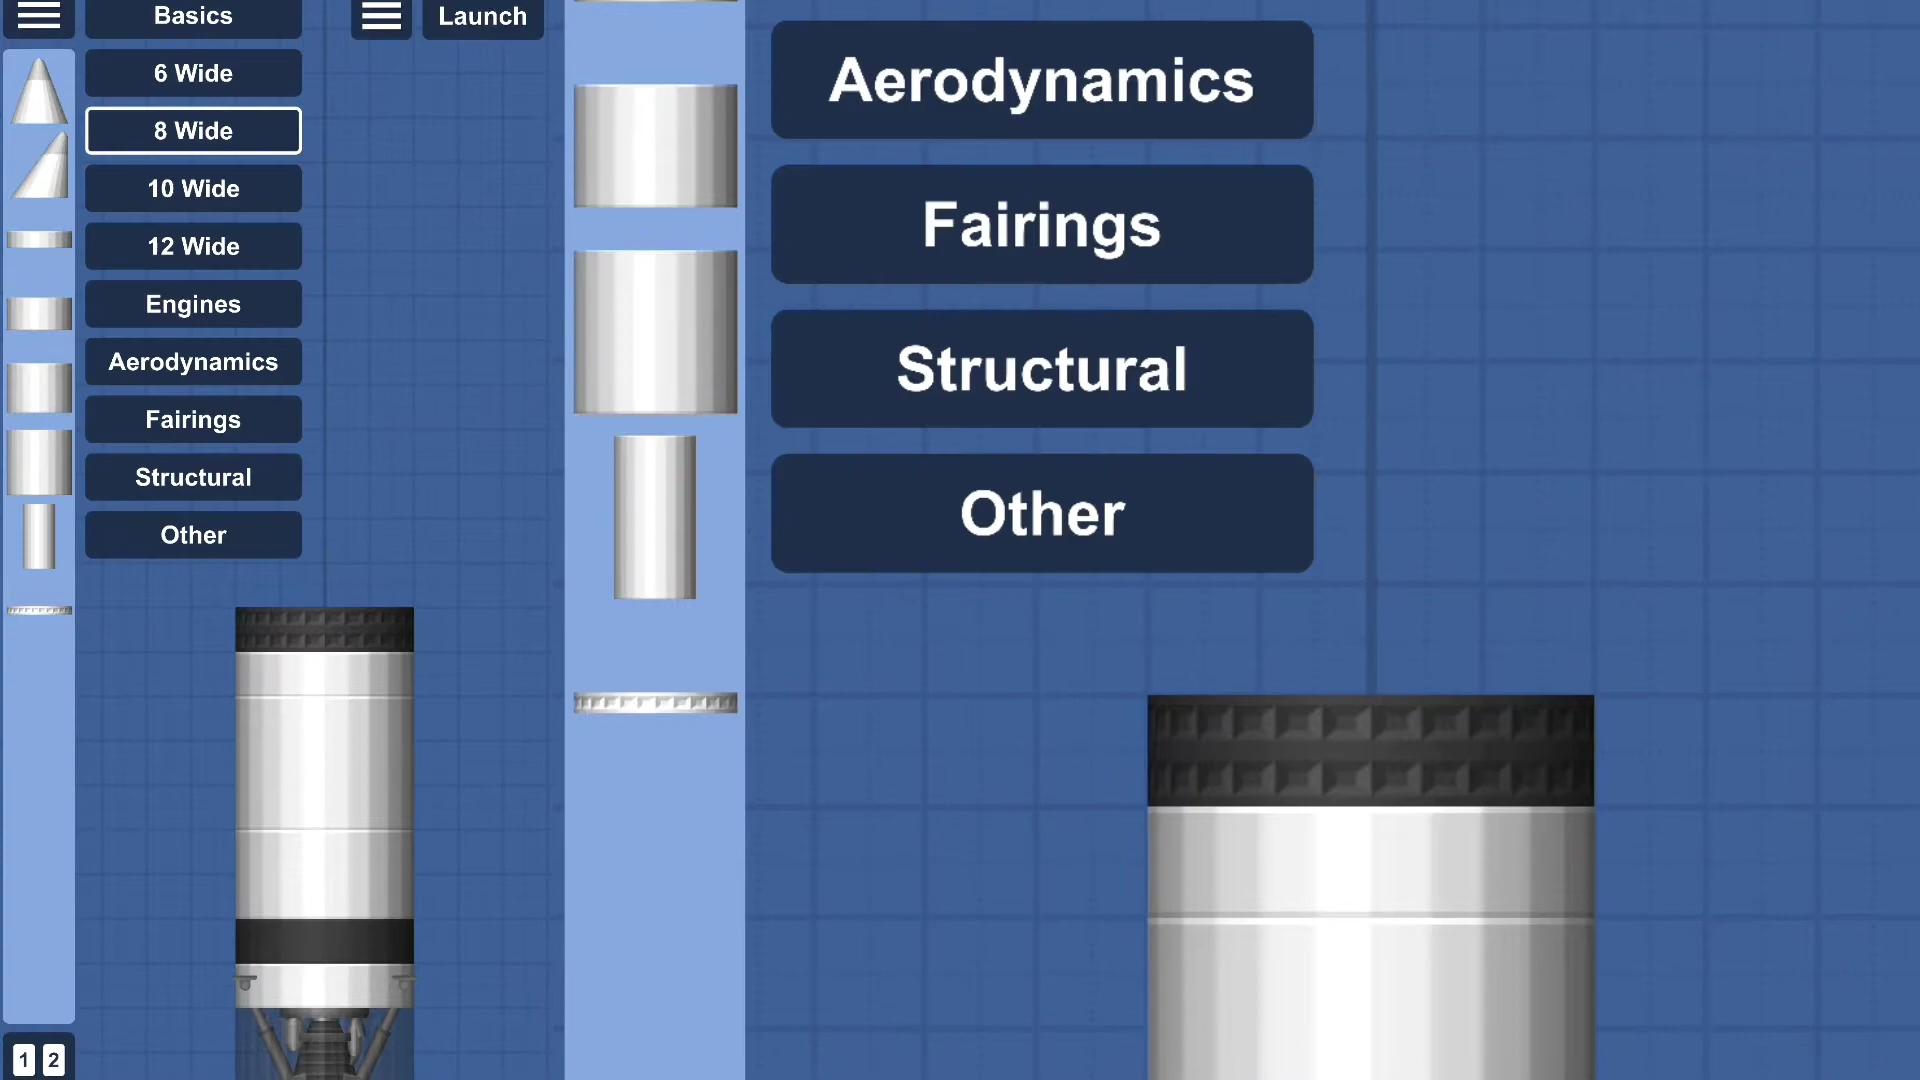 Basics
Launch
6 Wide
8 Wide
10 Wide
12 Wide
Engines
Aerodynamics
Fairings
Structural
Other
1 2
Aerodynamics
Fairings
Structural
Other